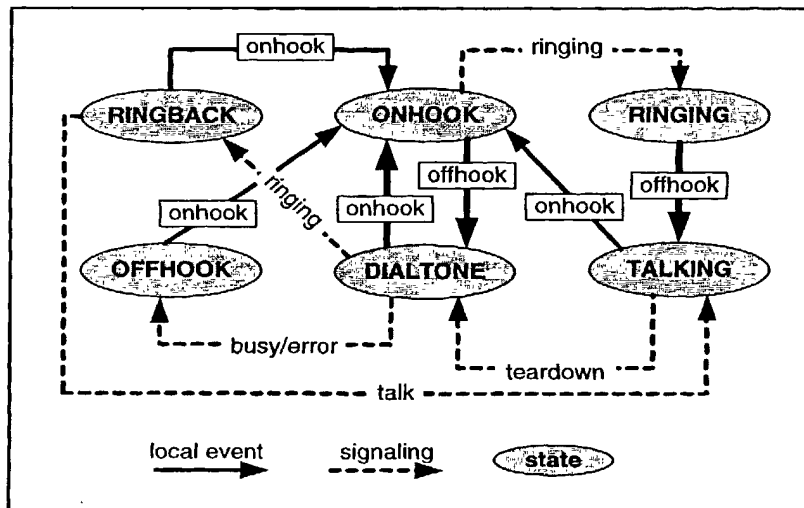 onhook
ringing
RINGBACK
ONHOOK
RINGING
offhook
offhook
ringing
onhook
onhook
onhook
OFFHOOK
DIALTONE
TALKING
busy/error
teardown
talk
local event
signaling
state